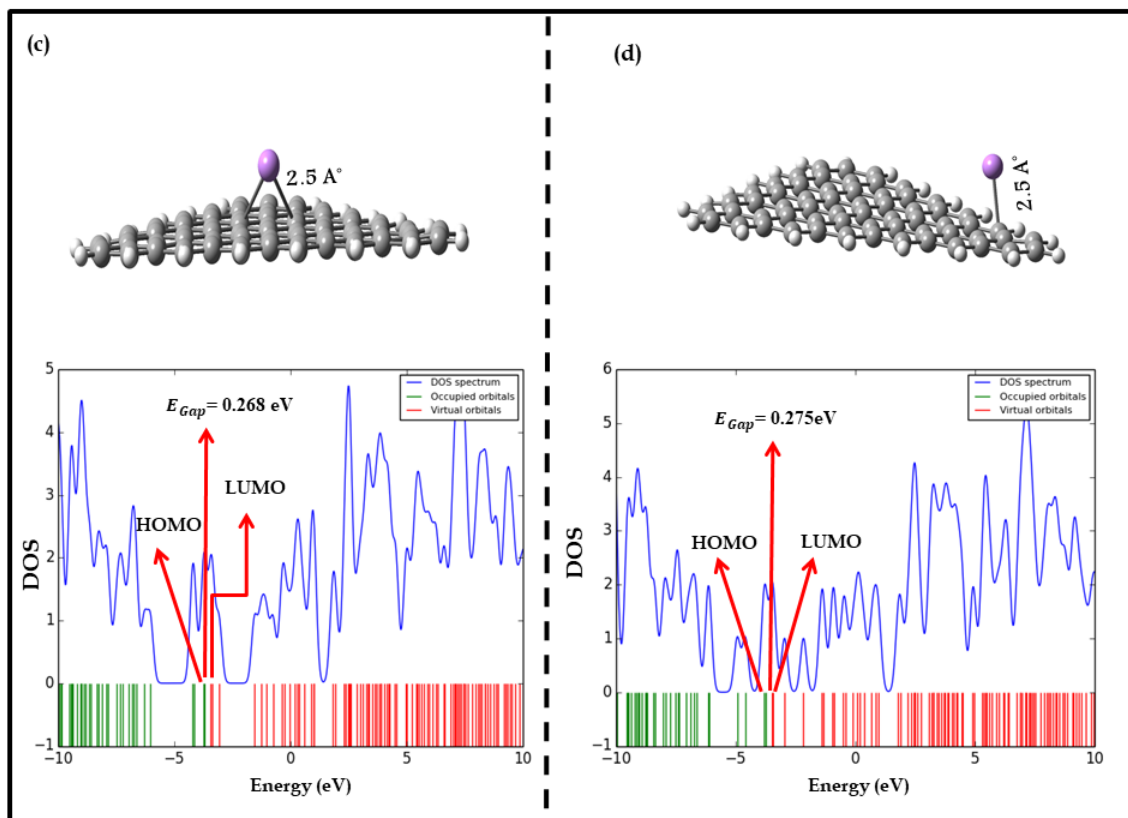 (c)
2.5 A°
5
4
3
2
1
0
−1
DOS
DOS spectrum
Occupied orbitals
Virtual orbitals
E_Gap= 0.268 eV
LUMO
HOMO
−10
−5
0
5
10
Energy (eV)
(d)
2.5 A°
6
5
4
3
2
1
0
−1
DOS
DOS spectrum
Occupied orbitals
Virtual orbitals
E_Gap= 0.275eV
HOMO
LUMO
−10
−5
0
5
10
Energy (eV)